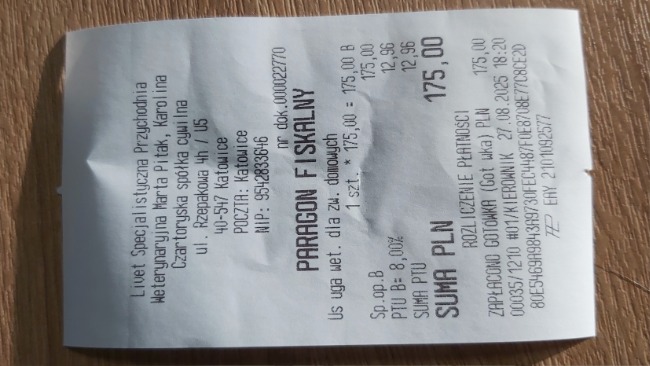 Livet Specjalistyczna Przychodnia
Weterynaryjna Marta Pitak, Karolina
Czartoryska spółka cywilna
ul. Rzepakowa 4h / U5
40-547 Katowice
POCZTA: Katowice
NIP: 9542833646
nr dok.000022770
PARAGON FISKALNY
Us uga wet. dla zw. domowych
1 szt. * 175,00 = 175,00 B
Sp.op.B 175,00
PTU B= 8,00% 12,96
SUMA PTU 12,96
SUMA PLN 175,00
ROZLICZENIE PŁATNOŚCI
ZAPŁACONO GOTÓWKA (Got wka) PLN 175,00
00035/1210 #01/KIEROWNIK 27.08.2025 18:20
EAY 2101092577